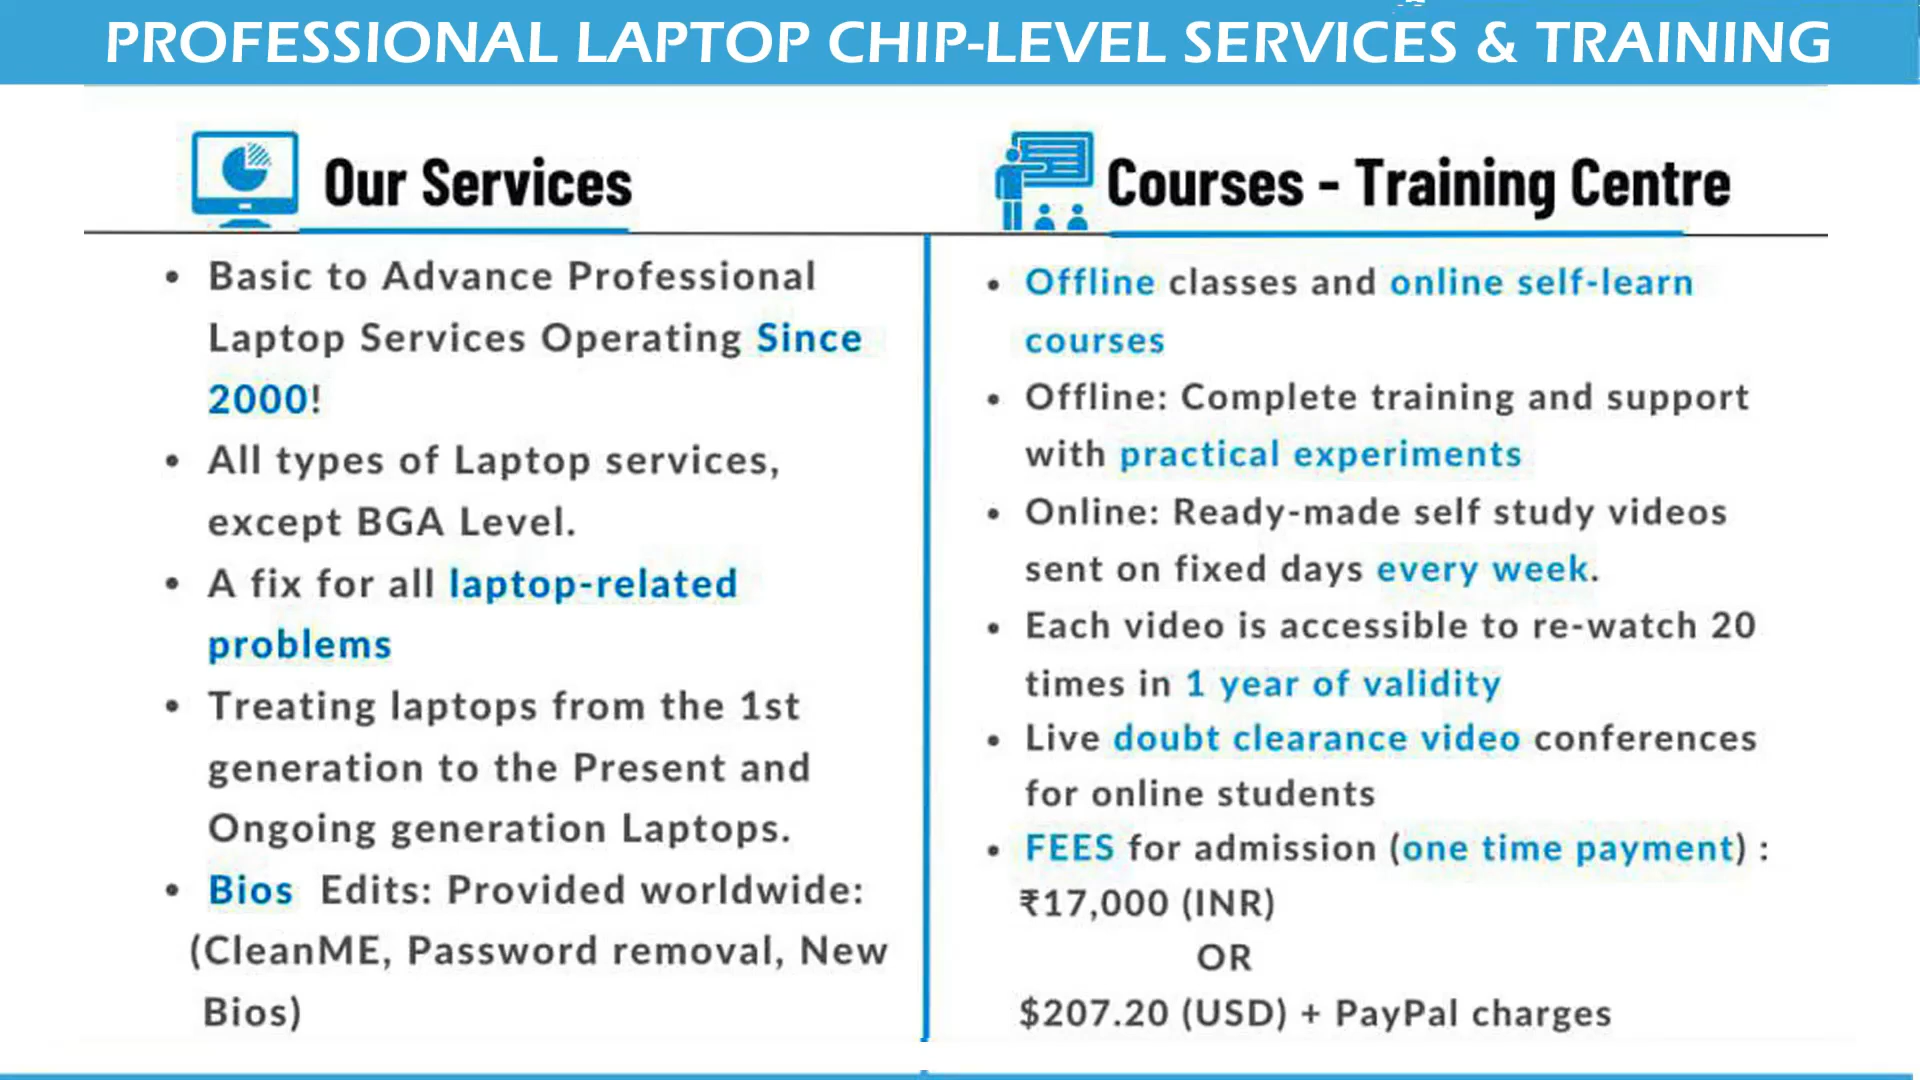 PROFESSIONAL LAPTOP CHIP-LEVEL SERVICES & TRAINING
Our Services
• Basic to Advance Professional
Laptop Services Operating Since
2000!
• All types of Laptop services,
except BGA Level.
• A fix for all laptop-related
problems
• Treating laptops from the 1st
generation to the Present and
Ongoing generation Laptops.
• Bios Edits: Provided worldwide:
(CleanME, Password removal, New
Bios)
Courses - Training Centre
• Offline classes and online self-learn
courses
• Offline: Complete training and support
with practical experiments
• Online: Ready-made self study videos
sent on fixed days every week.
• Each video is accessible to re-watch 20
times in 1 year of validity
• Live doubt clearance video conferences
for online students
• FEES for admission (one time payment) :
₹17,000 (INR)
OR
$207.20 (USD) + PayPal charges